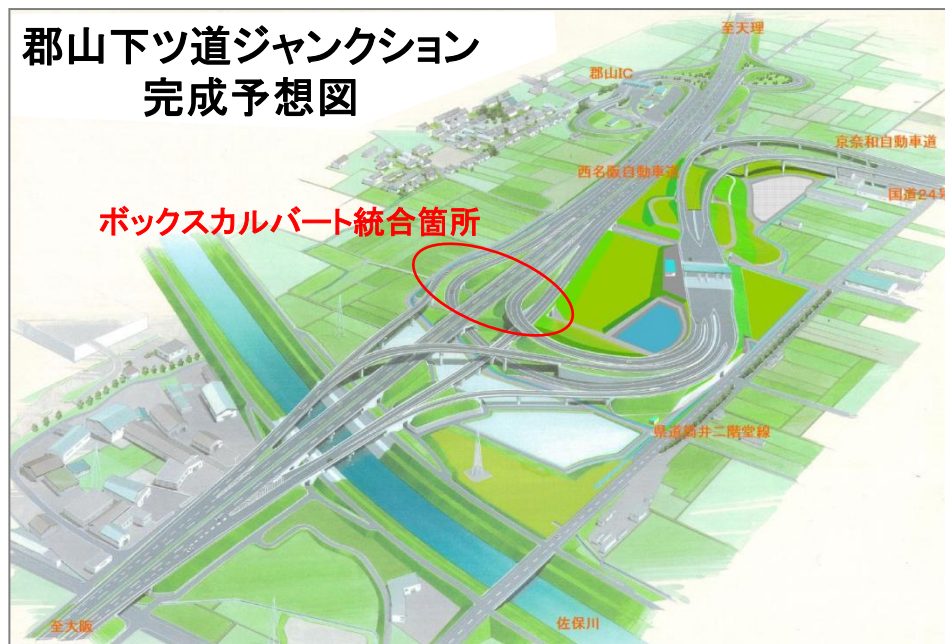 郡山下ツ道ジャンクション
完成予想図
至天理
郡山IC
京奈和自動車道
西名阪自動車道
国道24号
ボックスカルバート統合箇所
県道筒井二階堂線
至大阪
佐保川